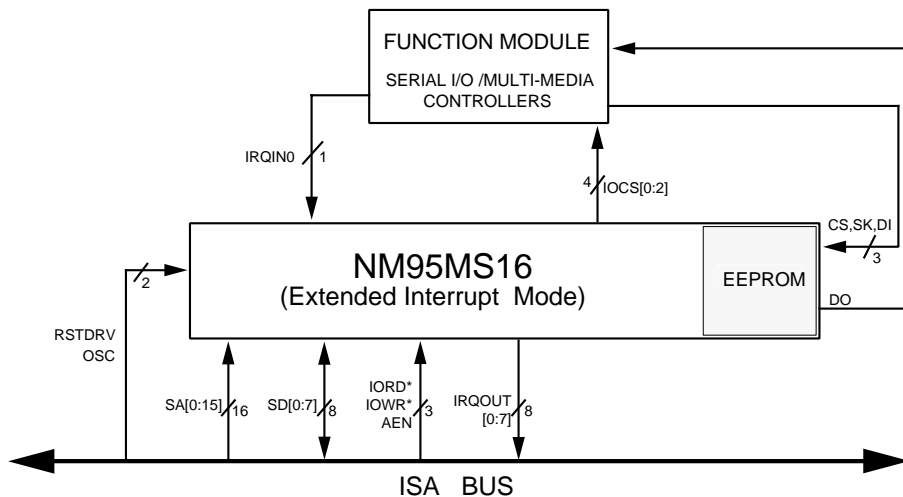 FUNCTION MODULE
SERIAL I/O /MULTI-MEDIA
CONTROLLERS
IRQIN0
1
4
IOCS[0:2]
CS,SK,DI
3
NM95MS16
(Extended Interrupt Mode)
EEPROM
2
DO
RSTDRV
OSC
SA[0:15]
16
SD[0:7]
8
IORD*
IOWR*
AEN
3
IRQOUT
[0:7]
8
ISA BUS